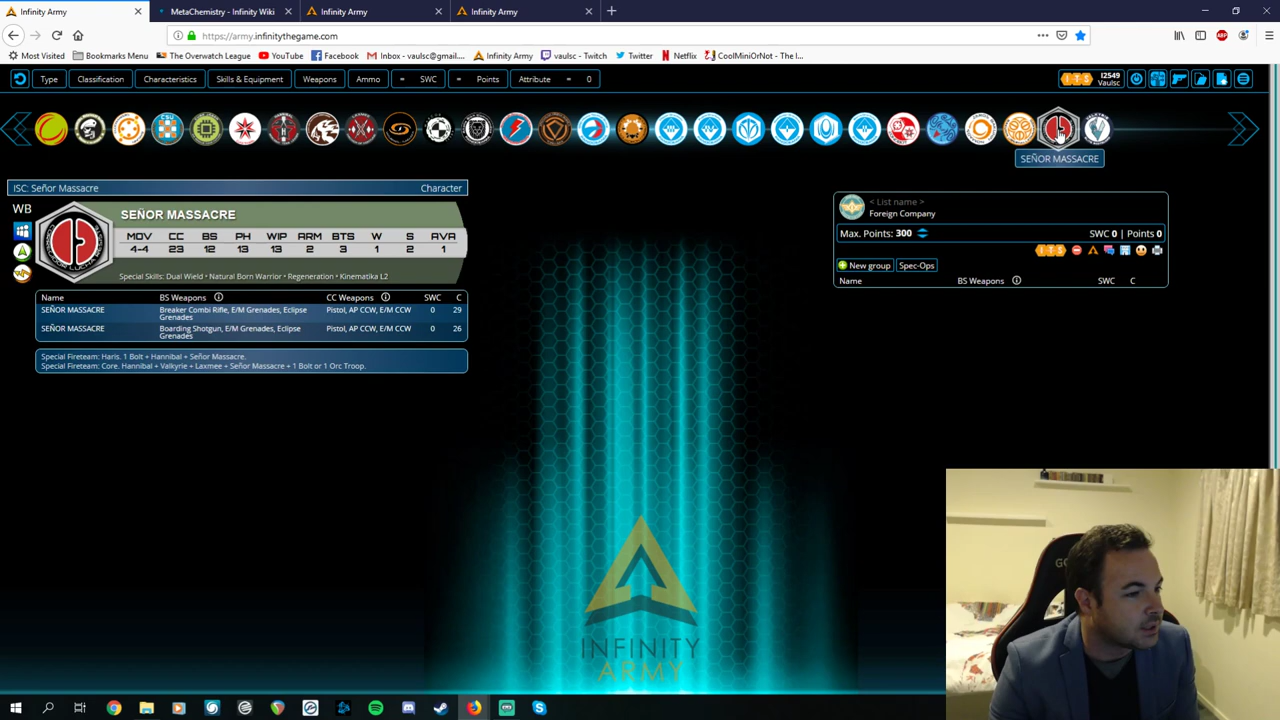 Infinity Army
MetaChemistry - Infinity Wiki
Infinity Army
Infinity Army
https://army.infinitythegame.com
Most Visited
Bookmarks Menu
The Overwatch League
YouTube
Facebook
Inbox - vaulsc@gmail....
Infinity Army
vaulsc - Twitch
Twitter
Netflix
CoolMiniOrNot - The I...
Type
Classification
Characteristics
Skills & Equipment
Weapons
Ammo
= SWC
= Points
Attribute = 0
ITS
I2549
Vaulsc
CSU
SEÑOR MASSACRE
ISC: Señor Massacre
Character
WB
SEÑOR MASSACRE
MOV CC BS PH WIP ARM BTS W S AVA
4-4 23 12 13 13 2 3 1 2 1
Special Skills: Dual Wield • Natural Born Warrior • Regeneration • Kinematika L2
Name BS Weapons CC Weapons SWC C
SEÑOR MASSACRE Breaker Combi Rifle, E/M Grenades, Eclipse Pistol, AP CCW, E/M CCW 0 29
Grenades
SEÑOR MASSACRE Boarding Shotgun, E/M Grenades, Eclipse Pistol, AP CCW, E/M CCW 0 26
Grenades
Special Fireteam: Haris. 1 Bolt + Hannibal + Señor Massacre.
Special Fireteam: Core. Hannibal + Valkyrie + Laxmee + Señor Massacre + 1 Bolt or 1 Orc Troop.
< List name >
Foreign Company
Max. Points: 300
SWC 0 | Points 0
ITS
New group
Spec-Ops
Name BS Weapons SWC C
INFINITY
ARMY